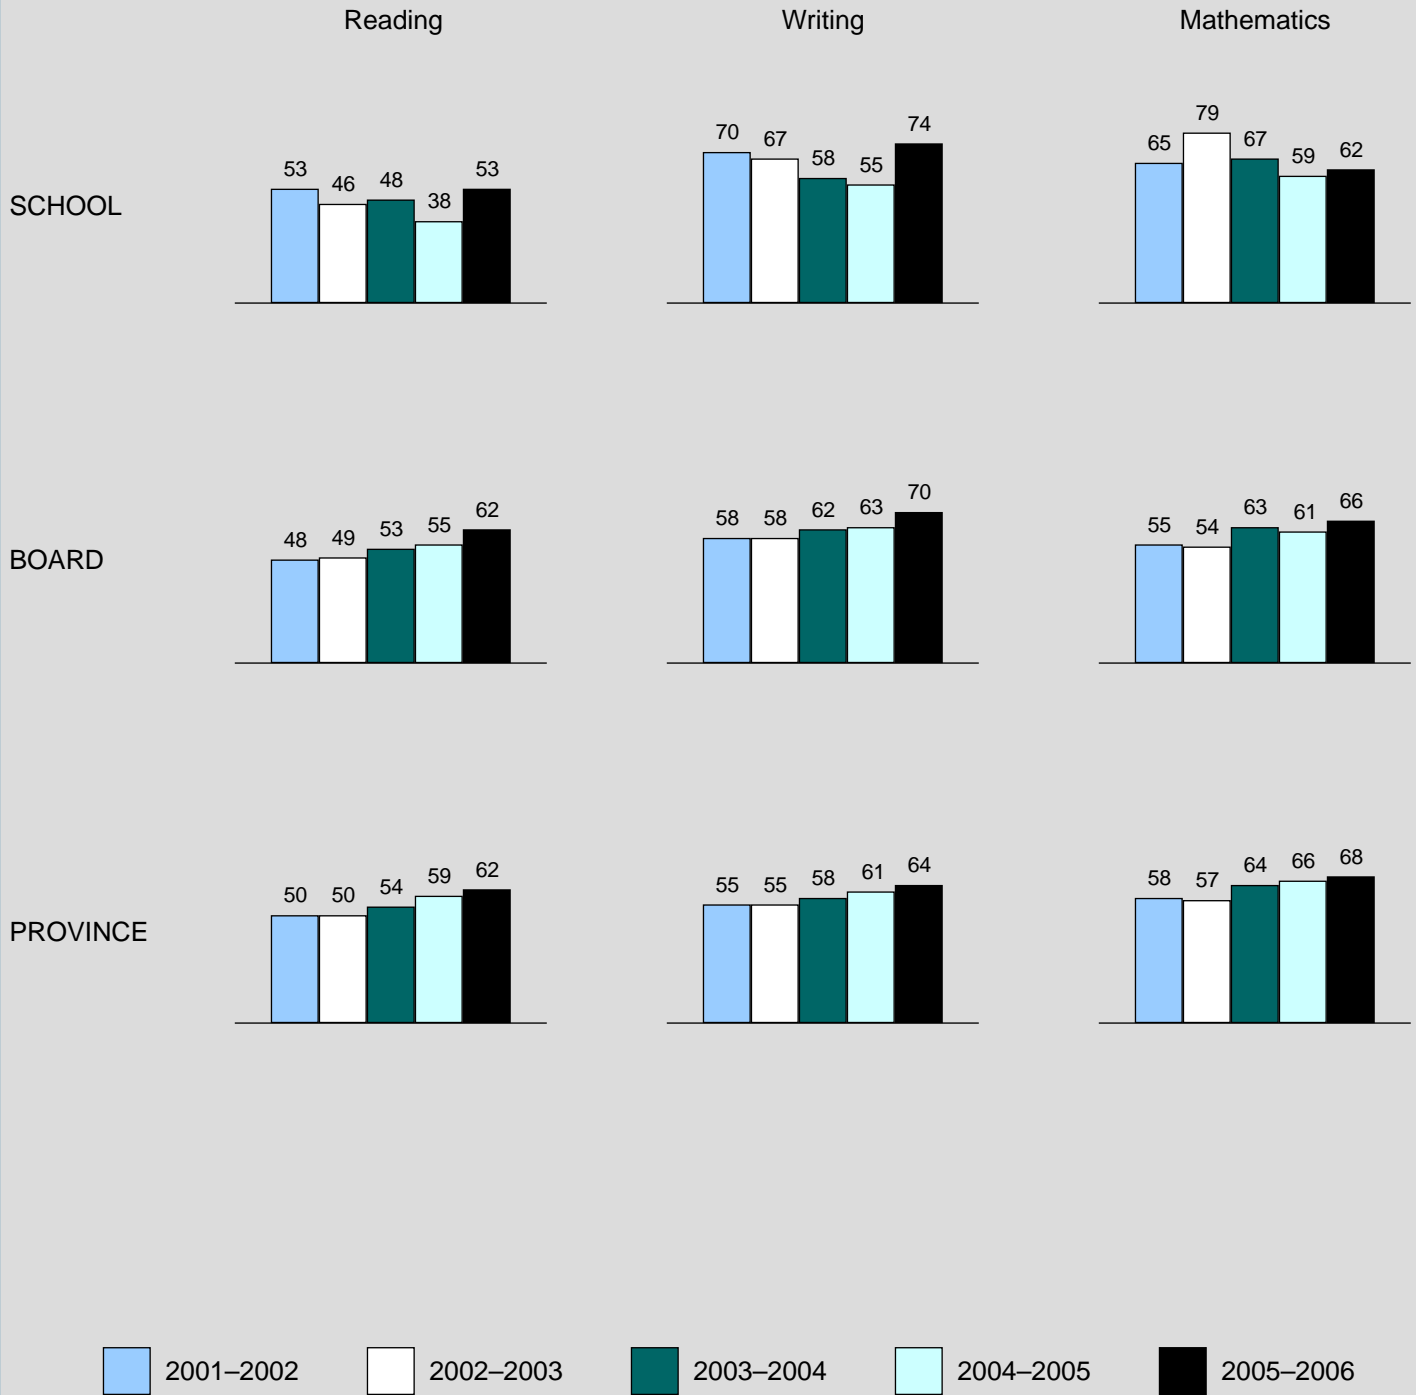 Reading Writing Mathematics
SCHOOL
53 46 48 38 53
70 67 58 55 74
65 79 67 59 62
BOARD
48 49 53 55 62
58 58 62 63 70
55 54 63 61 66
PROVINCE
50 50 54 59 62
55 55 58 61 64
58 57 64 66 68
2001–2002 2002–2003 2003–2004 2004–2005 2005–2006